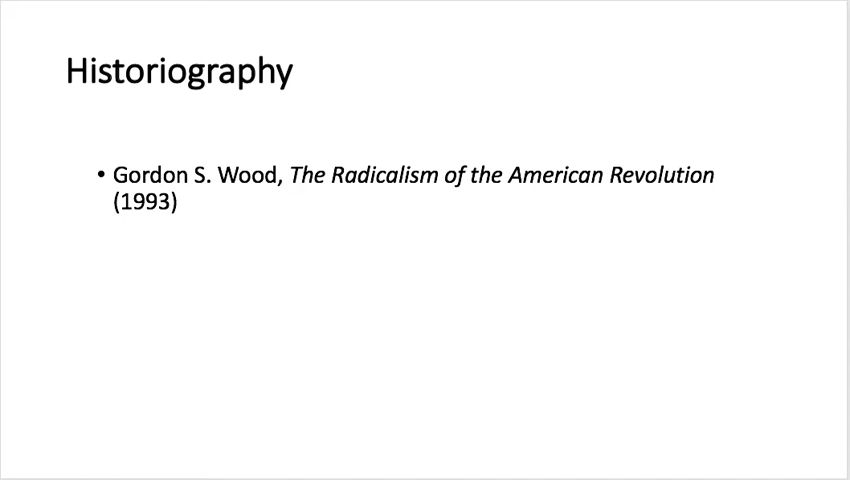 Historiography
• Gordon S. Wood, The Radicalism of the American Revolution
(1993)